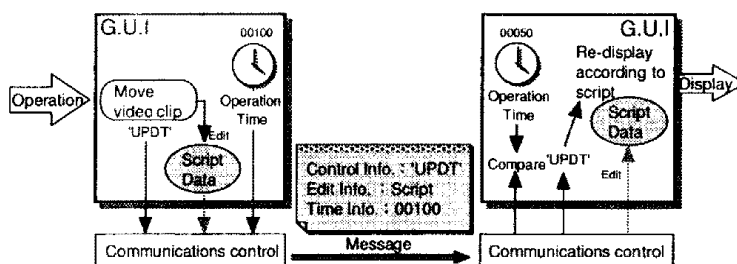 G.U.I
00100
Operation
Move
video clip
Operation
Time
'UPDT'
Edit
Script
Data
Communications control
Control Info. : 'UPDT'
Edit Info. : Script
Time Info. : 00100
Message
G.U.I
00050
Re-display
according to
script
Display
Operation
Time
Script
Data
Compare
'UPDT'
Edit
Communications control